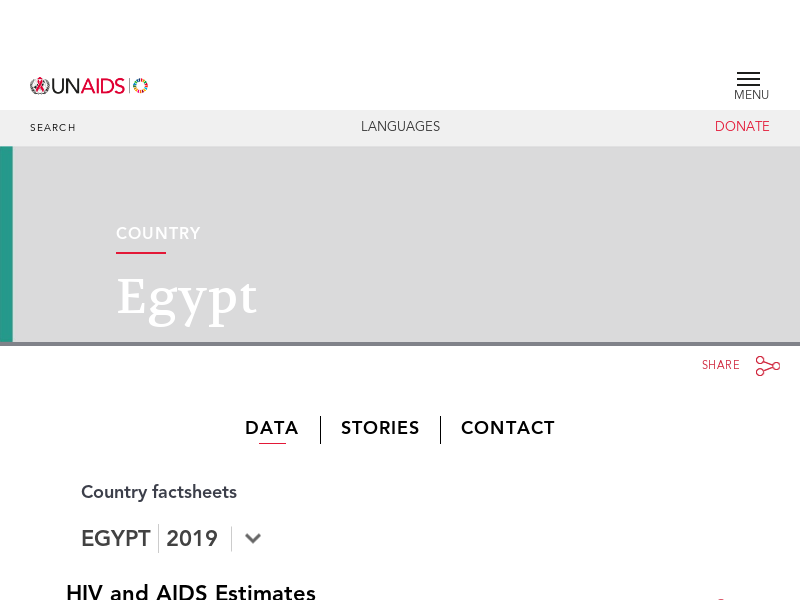 UNAIDS
MENU
SEARCH
LANGUAGES
DONATE
COUNTRY
Egypt
SHARE
DATA
STORIES
CONTACT
Country factsheets
EGYPT 2019
HIV and AIDS Estimates